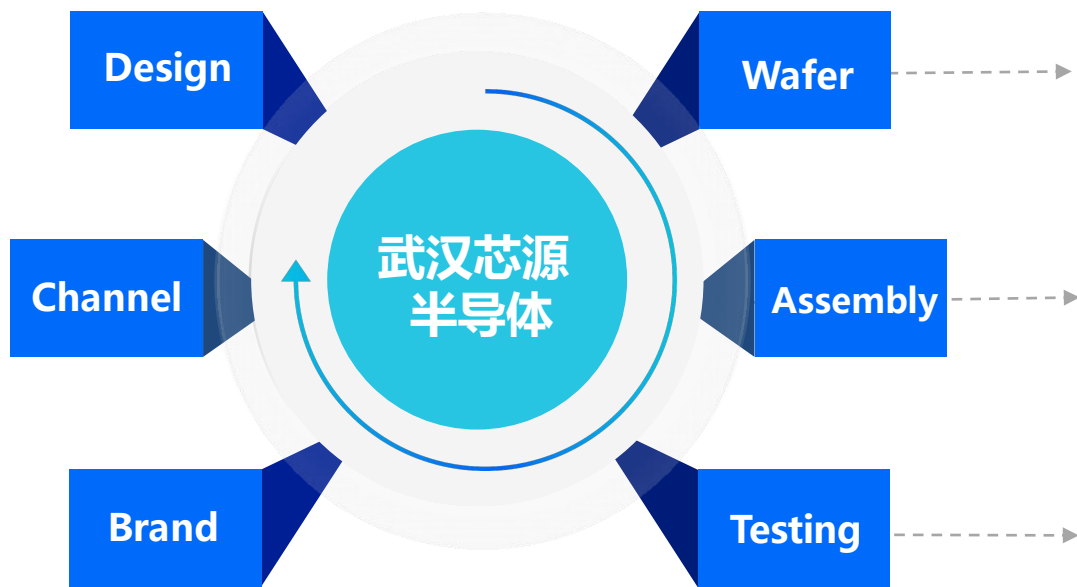 Design
Wafer
武汉芯源
半导体
Channel
Assembly
Brand
Testing